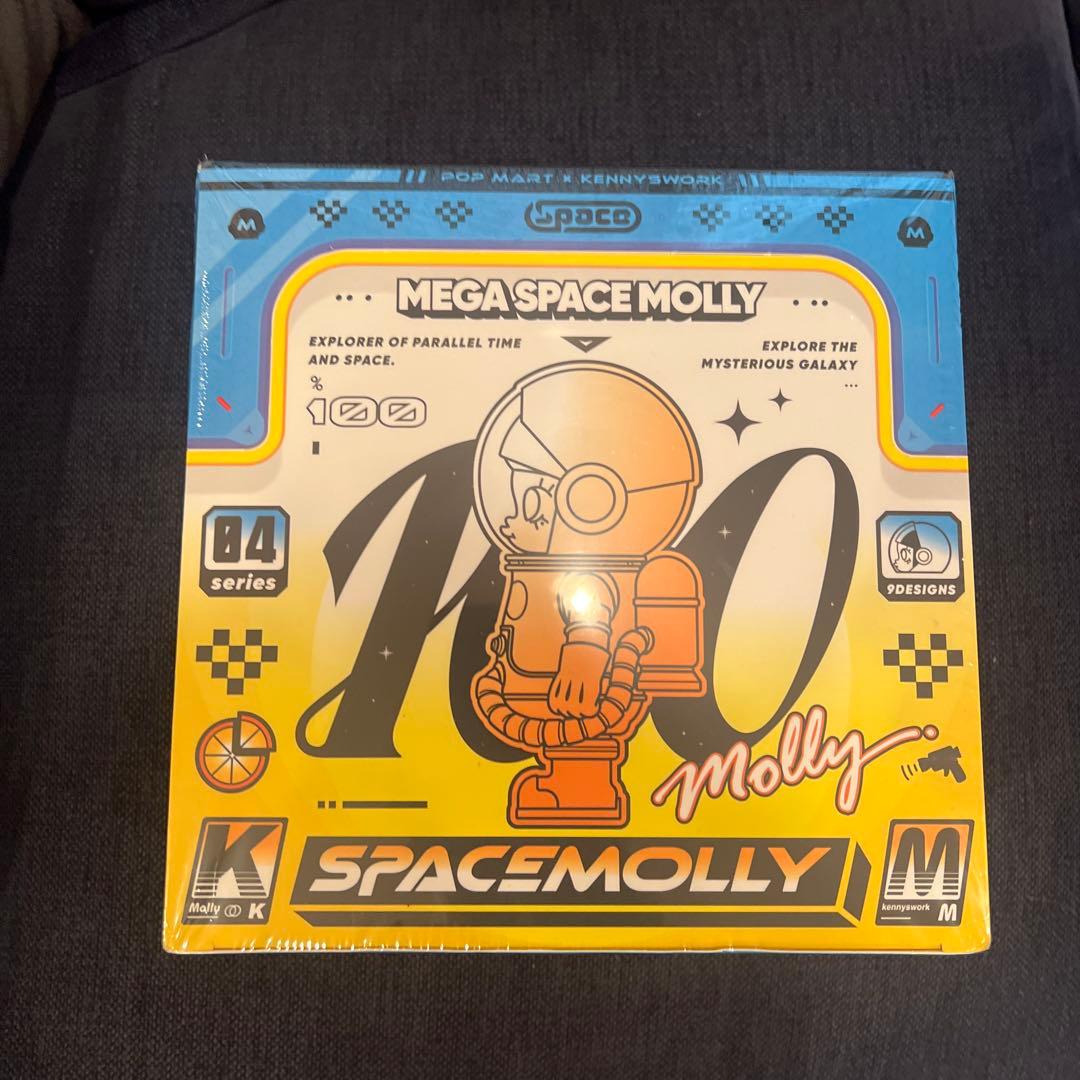 POP MART × KENNYSWORK
M
space
M
MEGA SPACE MOLLY
EXPLORER OF PARALLEL TIME
AND SPACE.
EXPLORE THE
MYSTERIOUS GALAXY
...
%
100
100
04
series
9DESIGNS
Molly
K
Molly
K
SPACEMOLLY
M
kennyswork
M